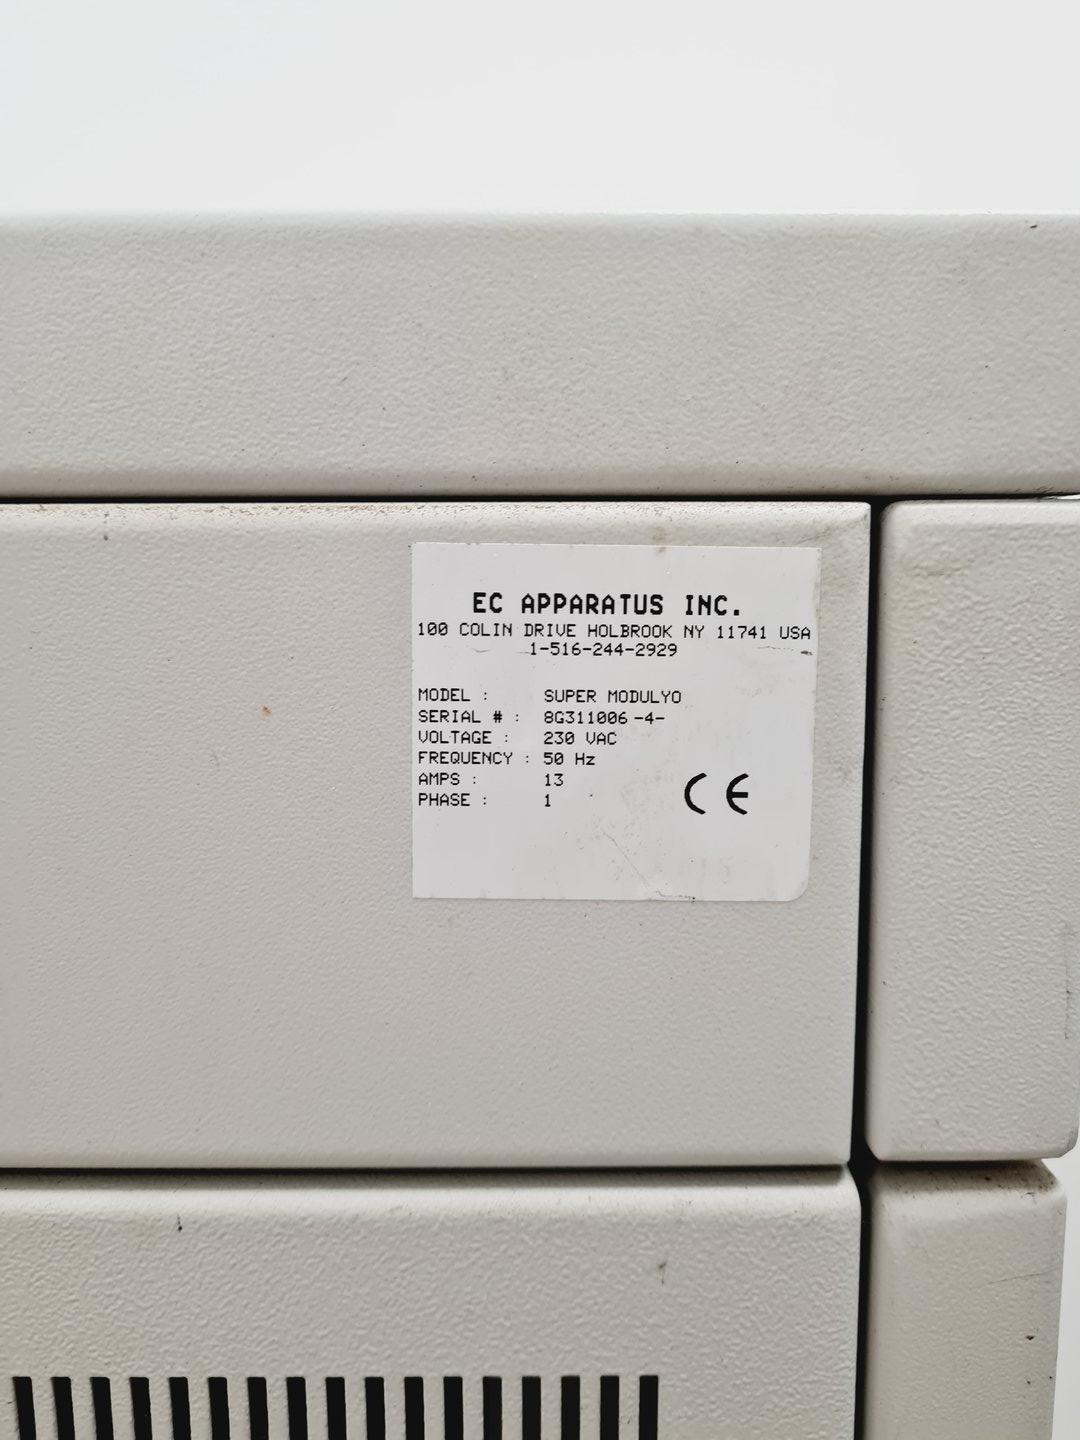 EC APPARATUS INC.
100 COLIN DRIVE HOLBROOK NY 11741 USA
1-516-244-2929
MODEL : SUPER MODULYO
SERIAL # : 8G311006 -4-
VOLTAGE : 230 VAC
FREQUENCY : 50 Hz
AMPS : 13
PHASE : 1
CE